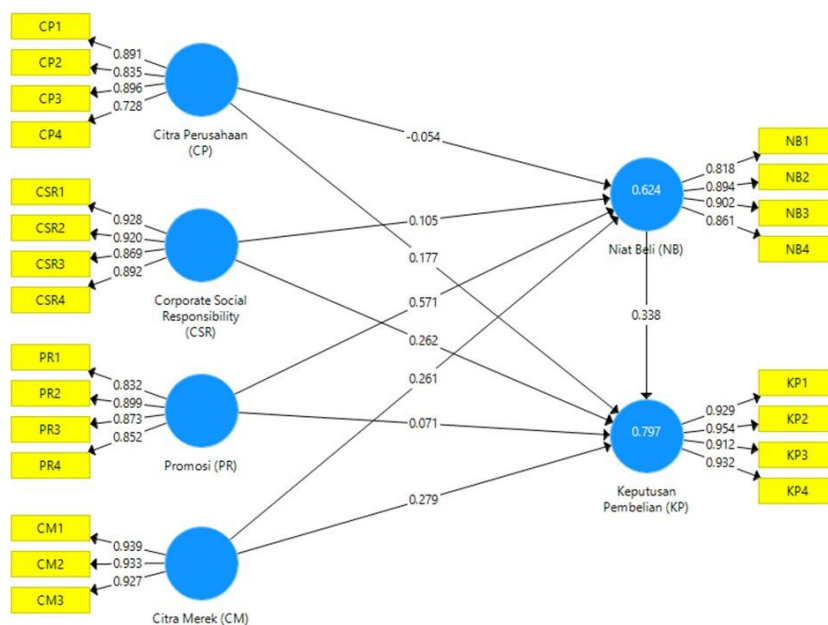 CP1
CP2
CP3
CP4
0.891
0.835
0.896
0.728
Citra Perusahaan
(CP)
CSR1
CSR2
CSR3
CSR4
0.928
0.920
0.869
0.892
Corporate Social
Responsibility
(CSR)
PR1
PR2
PR3
PR4
0.832
0.899
0.873
0.852
Promosi (PR)
CM1
CM2
CM3
0.939
0.933
0.927
Citra Merek (CM)
-0.054
0.105
0.177
0.571
0.262
0.261
0.071
0.279
0.624
Niat Beli (NB)
0.338
0.797
Keputusan
Pembelian (KP)
0.818
0.894
0.902
0.861
NB1
NB2
NB3
NB4
0.929
0.954
0.912
0.932
KP1
KP2
KP3
KP4